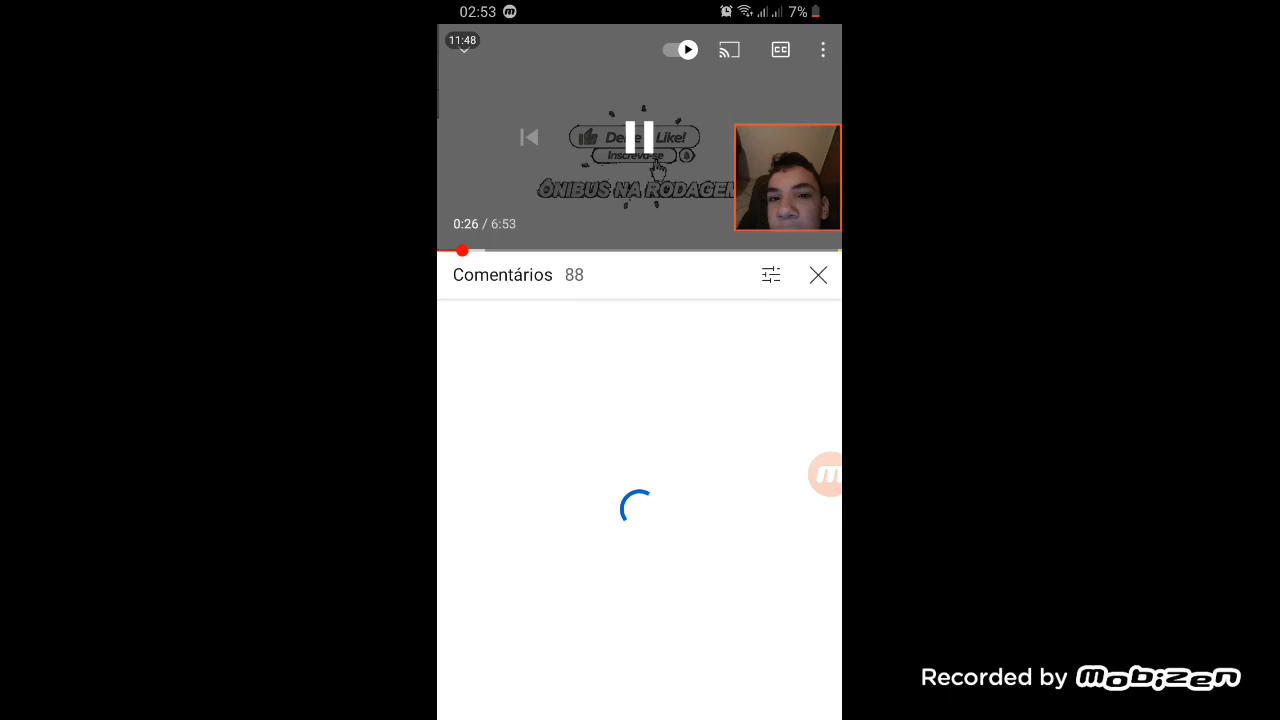 02:53
7%
11:48
CC
Deixe Like!
Inscreva-se
ÔNIBUS NA RODAGEM
0:26 / 6:53
Comentários 88
m
Recorded by mobizen